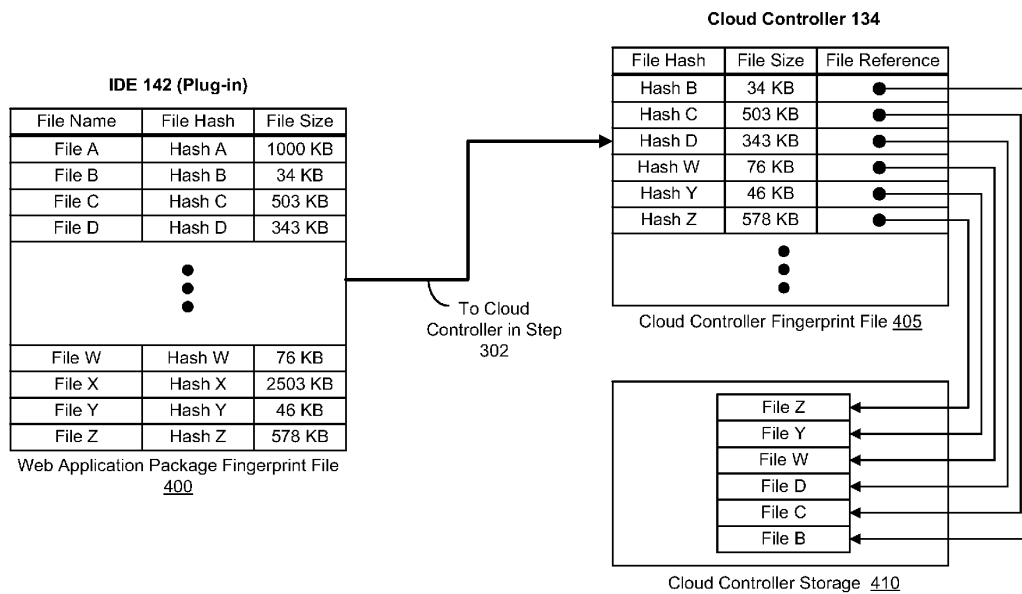 IDE 142 (Plug-in)
File Name File Hash File Size
File A Hash A 1000 KB
File B Hash B 34 KB
File C Hash C 503 KB
File D Hash D 343 KB
File W Hash W 76 KB
File X Hash X 2503 KB
File Y Hash Y 46 KB
File Z Hash Z 578 KB
Web Application Package Fingerprint File
400
To Cloud
Controller in Step
302
Cloud Controller 134
File Hash File Size File Reference
Hash B 34 KB
Hash C 503 KB
Hash D 343 KB
Hash W 76 KB
Hash Y 46 KB
Hash Z 578 KB
Cloud Controller Fingerprint File 405
File Z
File Y
File W
File D
File C
File B
Cloud Controller Storage 410